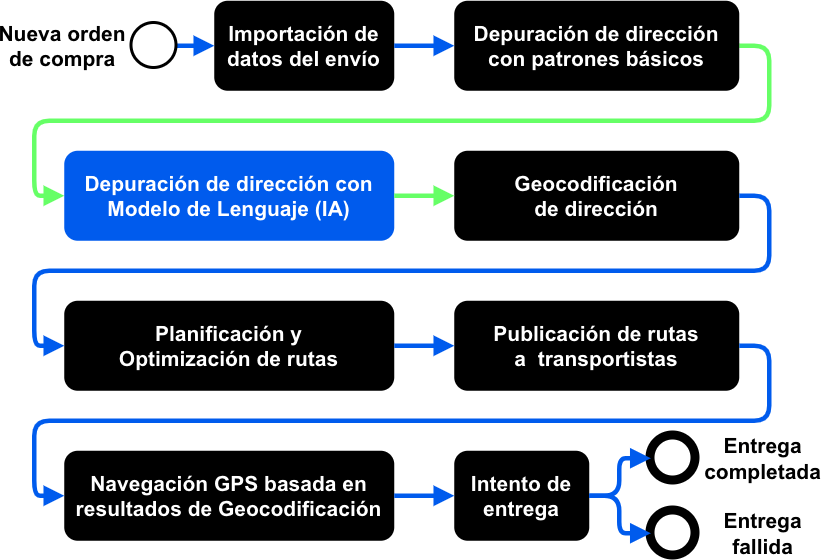 Nueva orden
de compra
Importación de
datos del envío
Depuración de dirección
con patrones básicos
Depuración de dirección con
Modelo de Lenguaje (IA)
Geocodificación
de dirección
Planificación y
Optimización de rutas
Publicación de rutas
a transportistas
Navegación GPS basada en
resultados de Geocodificación
Intento de
entrega
Entrega
completada
Entrega
fallida